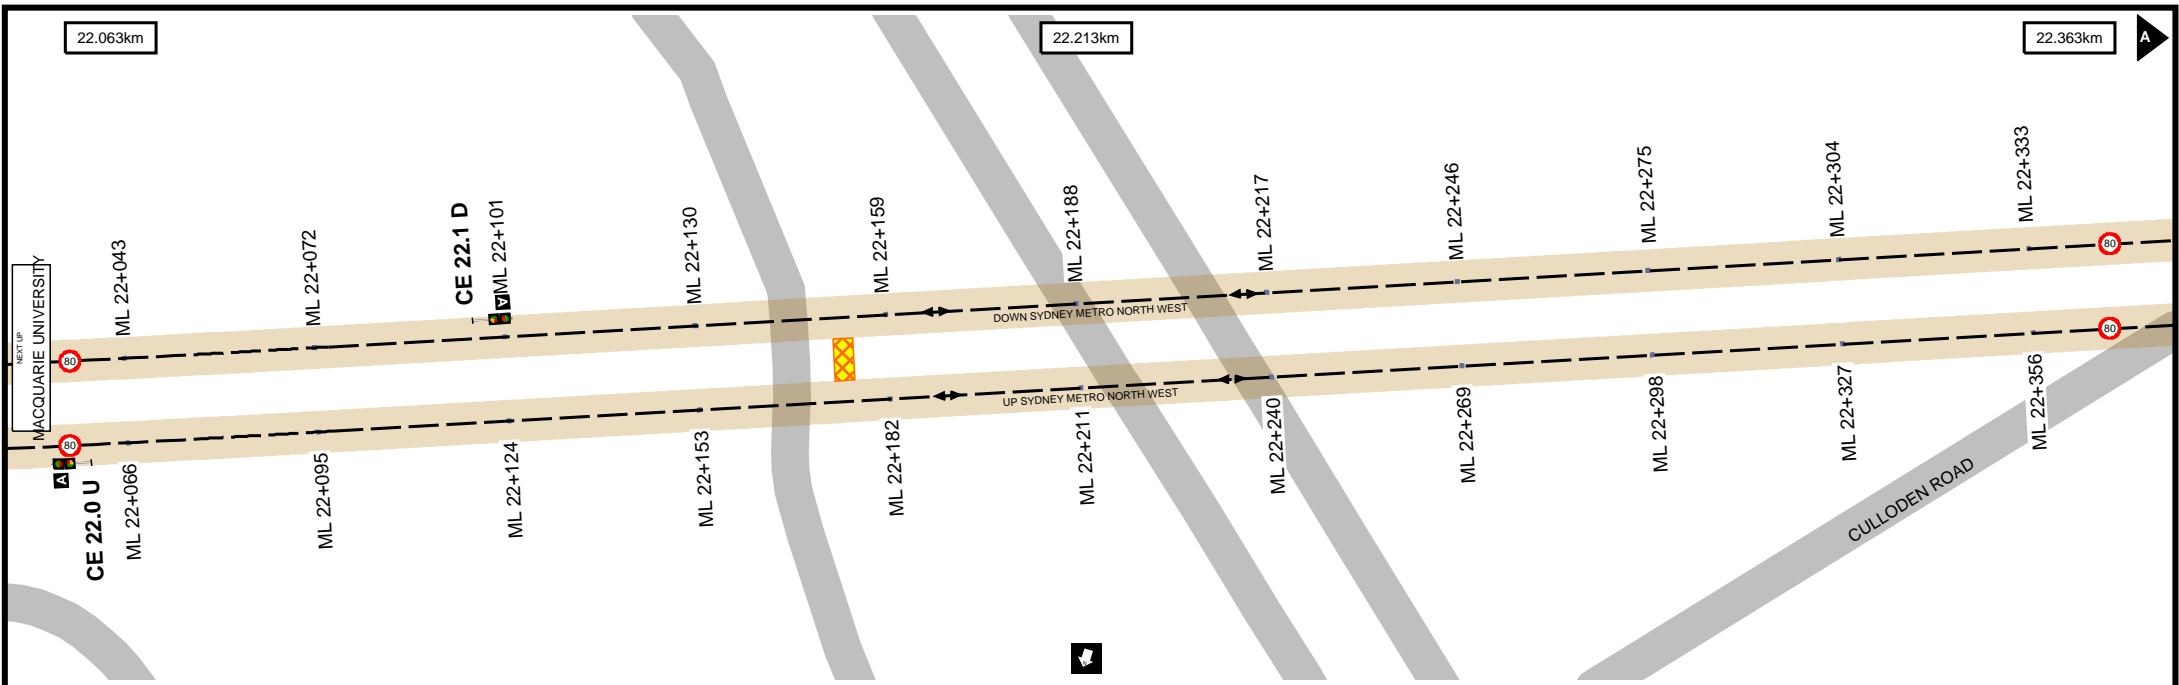 22.063km
22.213km
22.363km
A
ML 22+043
ML 22+072
CE 22.1 D
ML 22+101
A
ML 22+130
ML 22+159
ML 22+188
ML 22+217
ML 22+246
ML 22+275
ML 22+304
ML 22+333
80
80
DOWN SYDNEY METRO NORTH WEST
NEXT UP
MACQUARIE UNIVERSITY
80
80
UP SYDNEY METRO NORTH WEST
A
CE 22.0 U
ML 22+066
ML 22+095
ML 22+124
ML 22+153
ML 22+182
ML 22+211
ML 22+240
ML 22+269
ML 22+298
ML 22+327
ML 22+356
CULLODEN ROAD